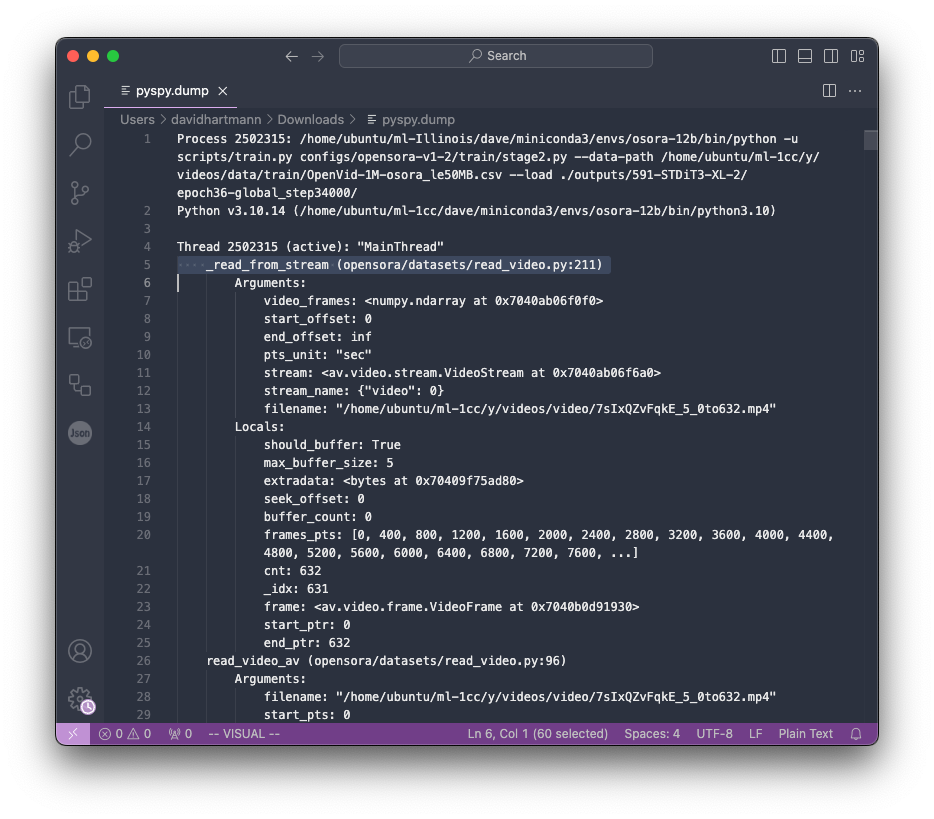 Search
pyspy.dump
Users > davidhartmann > Downloads > pyspy.dump
1 Process 2502315: /home/ubuntu/ml-Illinois/dave/miniconda3/envs/osora-12b/bin/python -u
scripts/train.py configs/opensora-v1-2/train/stage2.py --data-path /home/ubuntu/ml-1cc/y/
videos/data/train/OpenVid-1M-osora_le50MB.csv --load ./outputs/591-STDiT3-XL-2/
epoch36-global_step34000/
2 Python v3.10.14 (/home/ubuntu/ml-1cc/dave/miniconda3/envs/osora-12b/bin/python3.10)
3
4 Thread 2502315 (active): "MainThread"
5 ····_read_from_stream·(opensora/datasets/read_video.py:211)
6 Arguments:
7 video_frames: <numpy.ndarray at 0x7040ab06f0f0>
8 start_offset: 0
9 end_offset: inf
10 pts_unit: "sec"
11 stream: <av.video.stream.VideoStream at 0x7040ab06f6a0>
12 stream_name: {"video": 0}
13 filename: "/home/ubuntu/ml-1cc/y/videos/video/7sIxQZvFqkE_5_0to632.mp4"
14 Locals:
15 should_buffer: True
16 max_buffer_size: 5
17 extradata: <bytes at 0x70409f75ad80>
18 seek_offset: 0
19 buffer_count: 0
20 frames_pts: [0, 400, 800, 1200, 1600, 2000, 2400, 2800, 3200, 3600, 4000, 4400,
4800, 5200, 5600, 6000, 6400, 6800, 7200, 7600, ...]
21 cnt: 632
22 _idx: 631
23 frame: <av.video.frame.VideoFrame at 0x7040b0d91930>
24 start_ptr: 0
25 end_ptr: 632
26 read_video_av (opensora/datasets/read_video.py:96)
27 Arguments:
28 filename: "/home/ubuntu/ml-1cc/y/videos/video/7sIxQZvFqkE_5_0to632.mp4"
29 start_pts: 0
Json
0 0 0 -- VISUAL -- Ln 6, Col 1 (60 selected) Spaces: 4 UTF-8 LF Plain Text